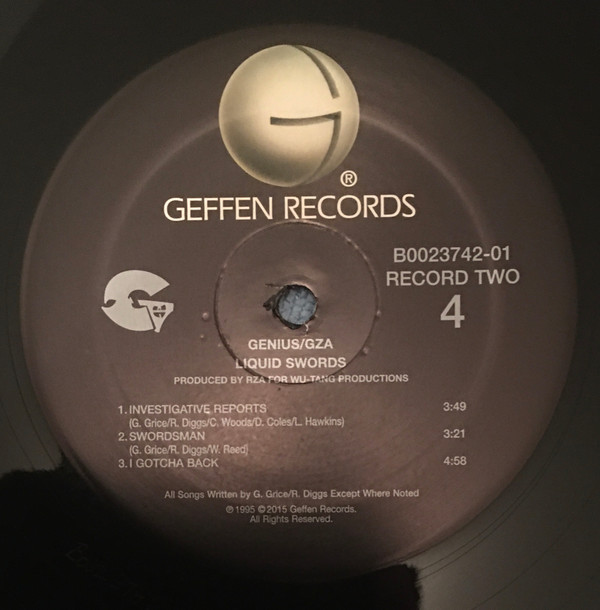 ®
GEFFEN RECORDS
B0023742-01
RECORD TWO
4
GENIUS/GZA
LIQUID SWORDS
PRODUCED BY RZA FOR WU-TANG PRODUCTIONS
1. INVESTIGATIVE REPORTS 3:49
(G. Grice/R. Diggs/C. Woods/D. Coles/L. Hawkins)
2. SWORDSMAN 3:21
(G. Grice/R. Diggs/W. Reed)
3. I GOTCHA BACK 4:58
All Songs Written by G. Grice/R. Diggs Except Where Noted
℗ 1995 © 2015 Geffen Records.
All Rights Reserved.